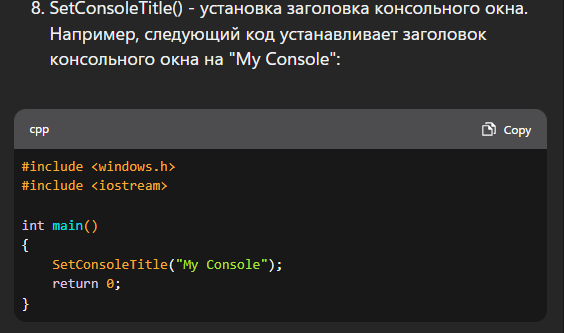 8. SetConsoleTitle() - установка заголовка консольного окна.
Например, следующий код устанавливает заголовок
консольного окна на "My Console":
cpp
Copy
#include <windows.h>
#include <iostream>
int main()
{
    SetConsoleTitle("My Console");
    return 0;
}